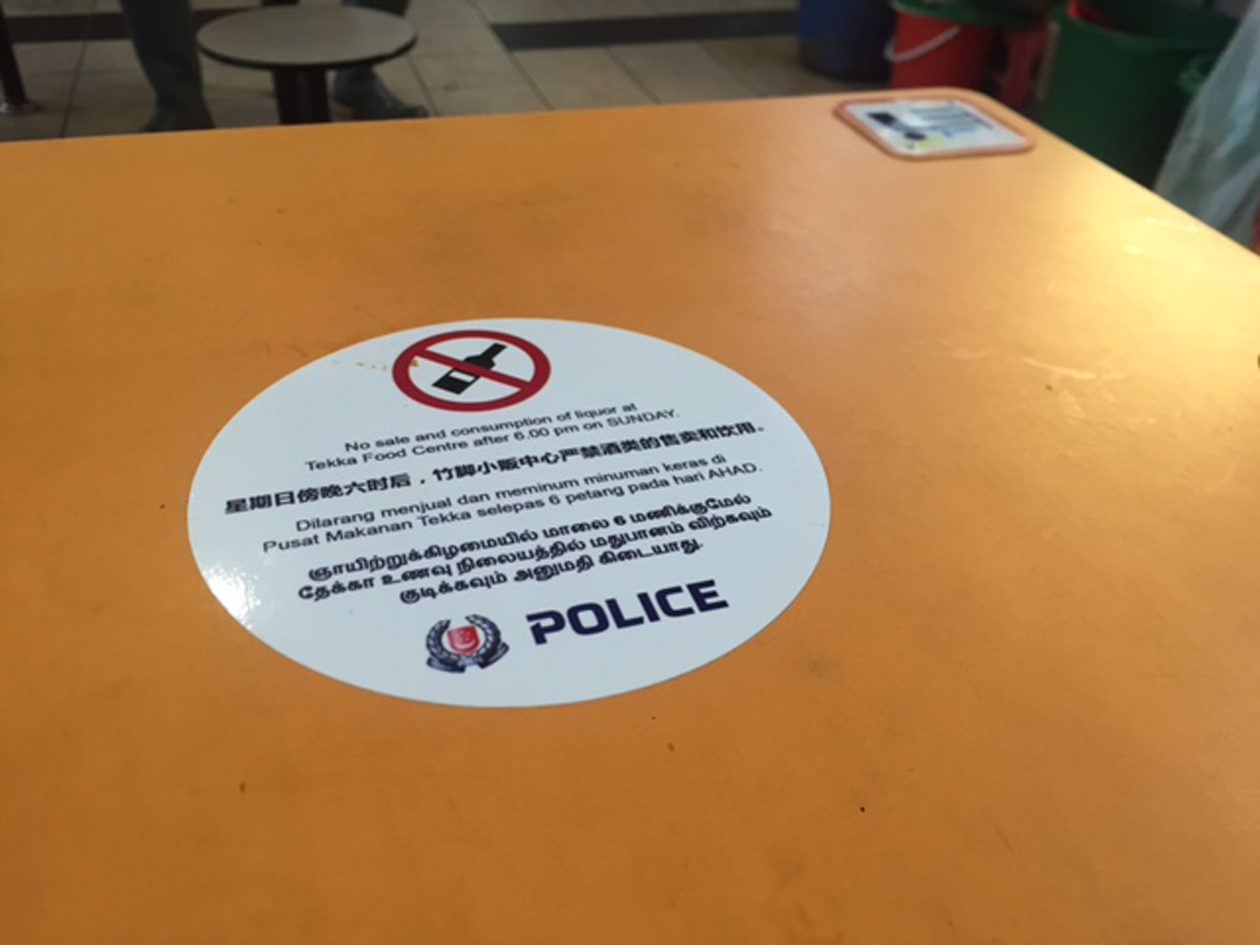 No sale and consumption of liquor at
Tekka Food Centre after 6.00 pm on SUNDAY.
星期日傍晚六时后，竹脚小贩中心严禁酒类的售卖和饮用。
Dilarang menjual dan meminum minuman keras di
Pusat Makanan Tekka selepas 6 petang pada hari AHAD.
ஞாயிற்றுக்கிழமையில் மாலை 6 மணிக்குமேல்
தேக்கா உணவு நிலையத்தில் மதுபானம் விற்கவும்
குடிக்கவும் அனுமதி கிடையாது.
POLICE